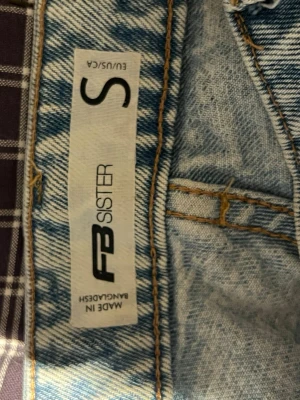 S
EU/US/CA
FB
SISTER
MADE IN
BANGLADESH